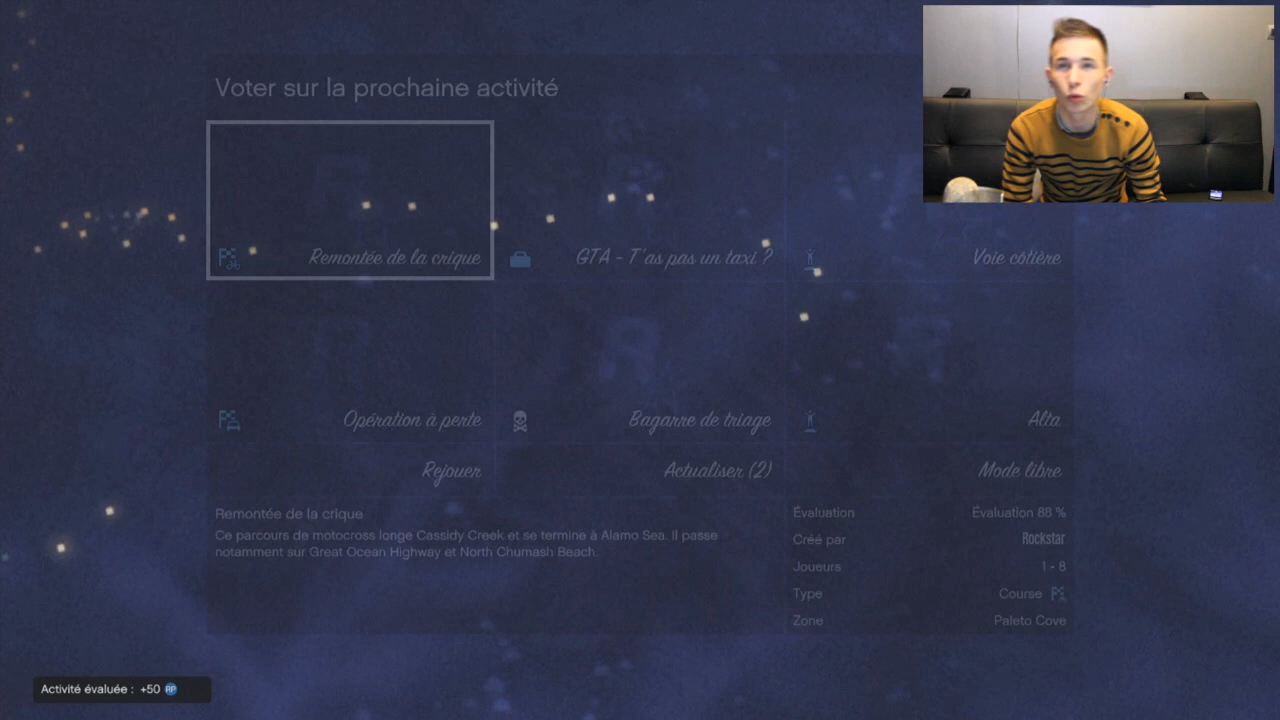 Voter sur la prochaine activité
Remontée de la crique
GTA - T'as pas un taxi ?
Voie côtière
Opération à perte
Bagarre de triage
Alta
Rejouer
Actualiser (2)
Mode libre
Remontée de la crique
Ce parcours de motocross longe Cassidy Creek et se termine à Alamo Sea. Il passe
notamment sur Great Ocean Highway et North Chumash Beach.
Évaluation Évaluation 88 %
Créé par Rockstar
Joueurs 1 - 8
Type Course
Zone Paleto Cove
Activité évaluée : +50 RP